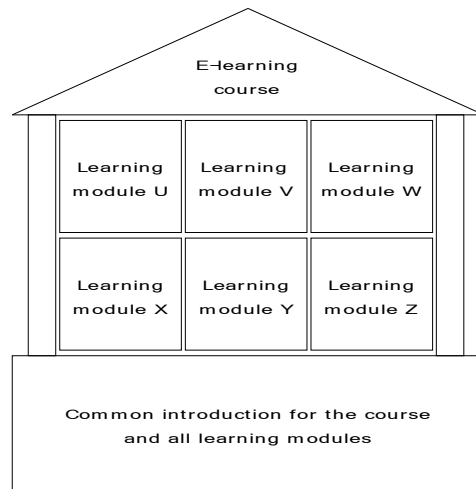 E-learning
course
Learning
module U
Learning
module V
Learning
module W
Learning
module X
Learning
module Y
Learning
module Z
Common introduction for the course
and all learning modules